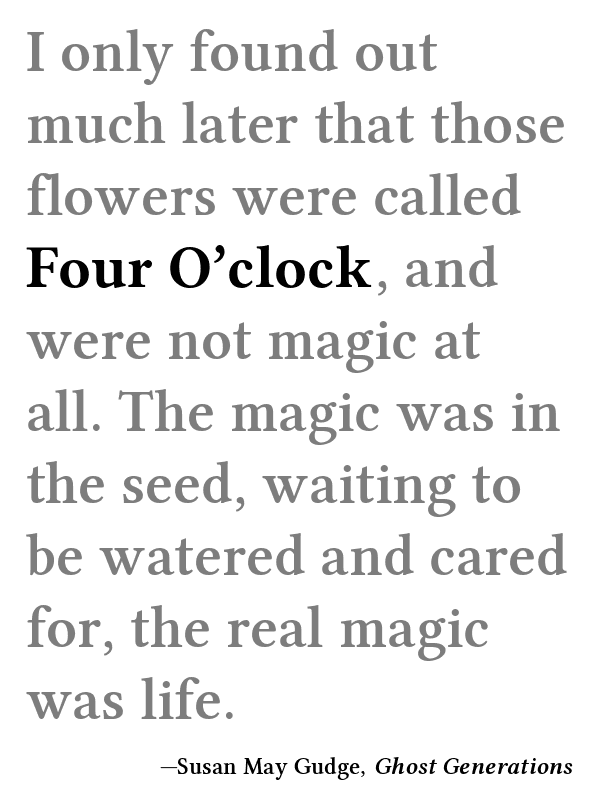 I only found out
much later that those
flowers were called
Four O’clock, and
were not magic at
all. The magic was in
the seed, waiting to
be watered and cared
for, the real magic
was life.
—Susan May Gudge, Ghost Generations